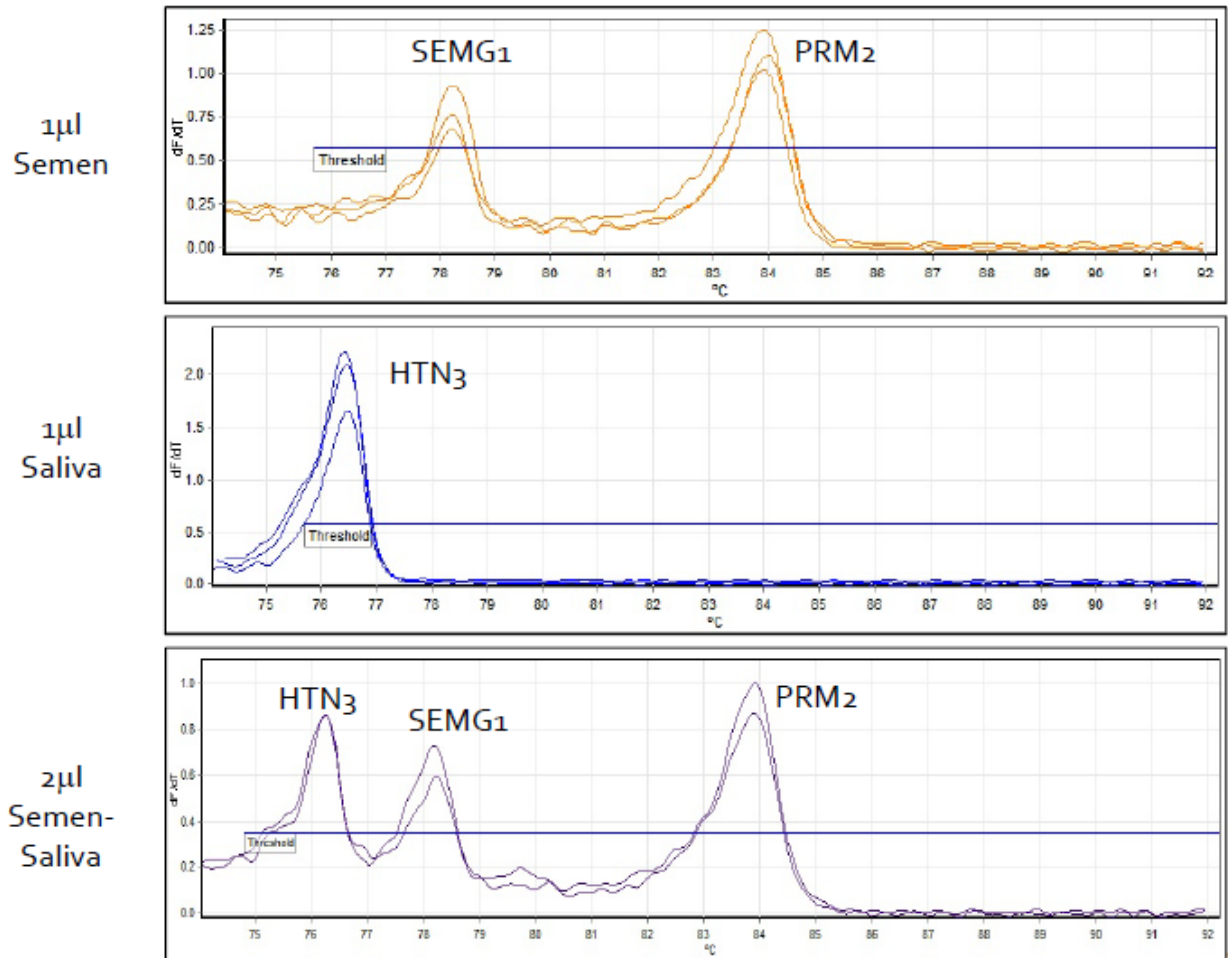 1µl
Semen
SEMG1
PRM2
dF/dT
1.25
1.00
0.75
0.50
0.25
0.00
Threshold
75 76 77 78 79 80 81 82 83 84 85 86 87 88 89 90 91 92
°C
1µl
Saliva
HTN3
dF/dT
2.0
1.5
1.0
0.5
0.0
Threshold
75 76 77 78 79 80 81 82 83 84 85 86 87 88 89 90 91 92
°C
2µl
Semen-
Saliva
HTN3
SEMG1
PRM2
dF/dT
1.0
0.8
0.6
0.4
0.2
0.0
Threshold
75 76 77 78 79 80 81 82 83 84 85 86 87 88 89 90 91 92
°C